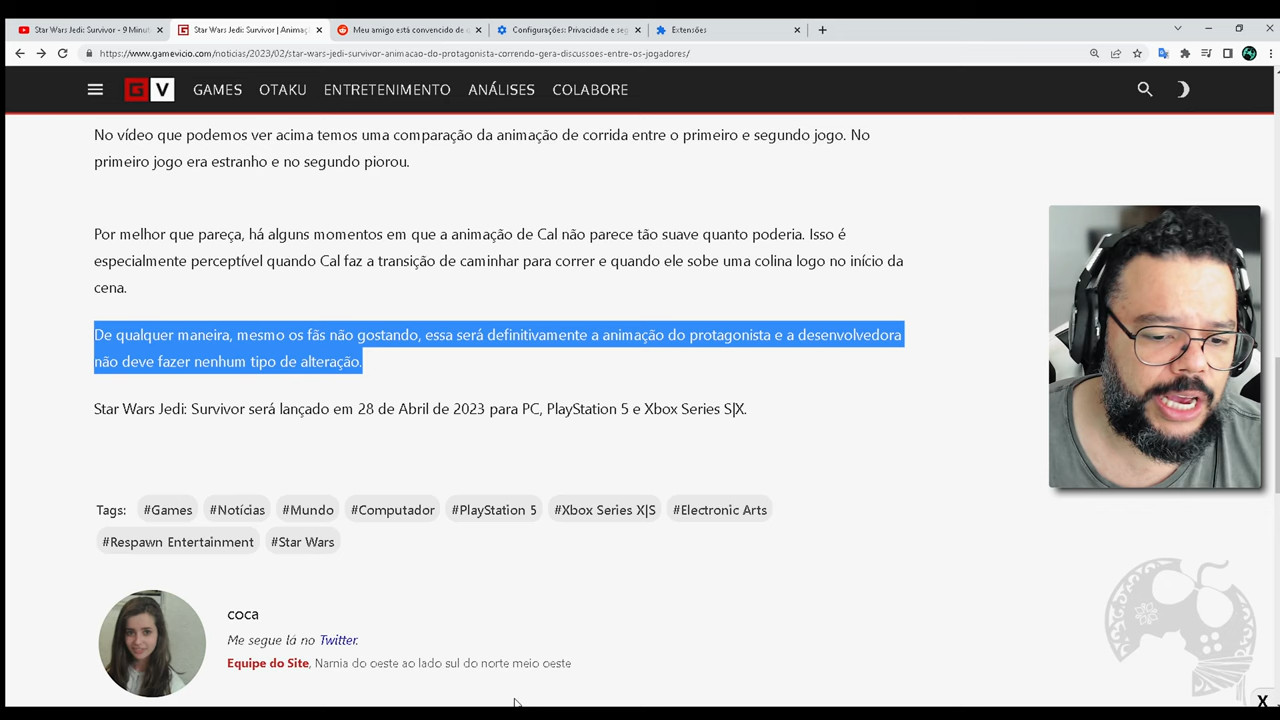 Star Wars Jedi: Survivor - 9 Minut
Star Wars Jedi: Survivor | Animaç
Meu amigo está convencido de
Configurações: Privacidade e seg
Extensões
https://www.gamevicio.com/noticias/2023/02/star-wars-jedi-survivor-animacao-do-protagonista-correndo-gera-discussoes-entre-os-jogadores/
G V GAMES OTAKU ENTRETENIMENTO ANÁLISES COLABORE
No vídeo que podemos ver acima temos uma comparação da animação de corrida entre o primeiro e segundo jogo. No
primeiro jogo era estranho e no segundo piorou.
Por melhor que pareça, há alguns momentos em que a animação de Cal não parece tão suave quanto poderia. Isso é
especialmente perceptível quando Cal faz a transição de caminhar para correr e quando ele sobe uma colina logo no início da
cena.
De qualquer maneira, mesmo os fãs não gostando, essa será definitivamente a animação do protagonista e a desenvolvedora
não deve fazer nenhum tipo de alteração.
Star Wars Jedi: Survivor será lançado em 28 de Abril de 2023 para PC, PlayStation 5 e Xbox Series S|X.
Tags: #Games #Notícias #Mundo #Computador #PlayStation 5 #Xbox Series X|S #Electronic Arts
#Respawn Entertainment #Star Wars
coca
Me segue lá no Twitter.
Equipe do Site, Narnia do oeste ao lado sul do norte meio oeste
X